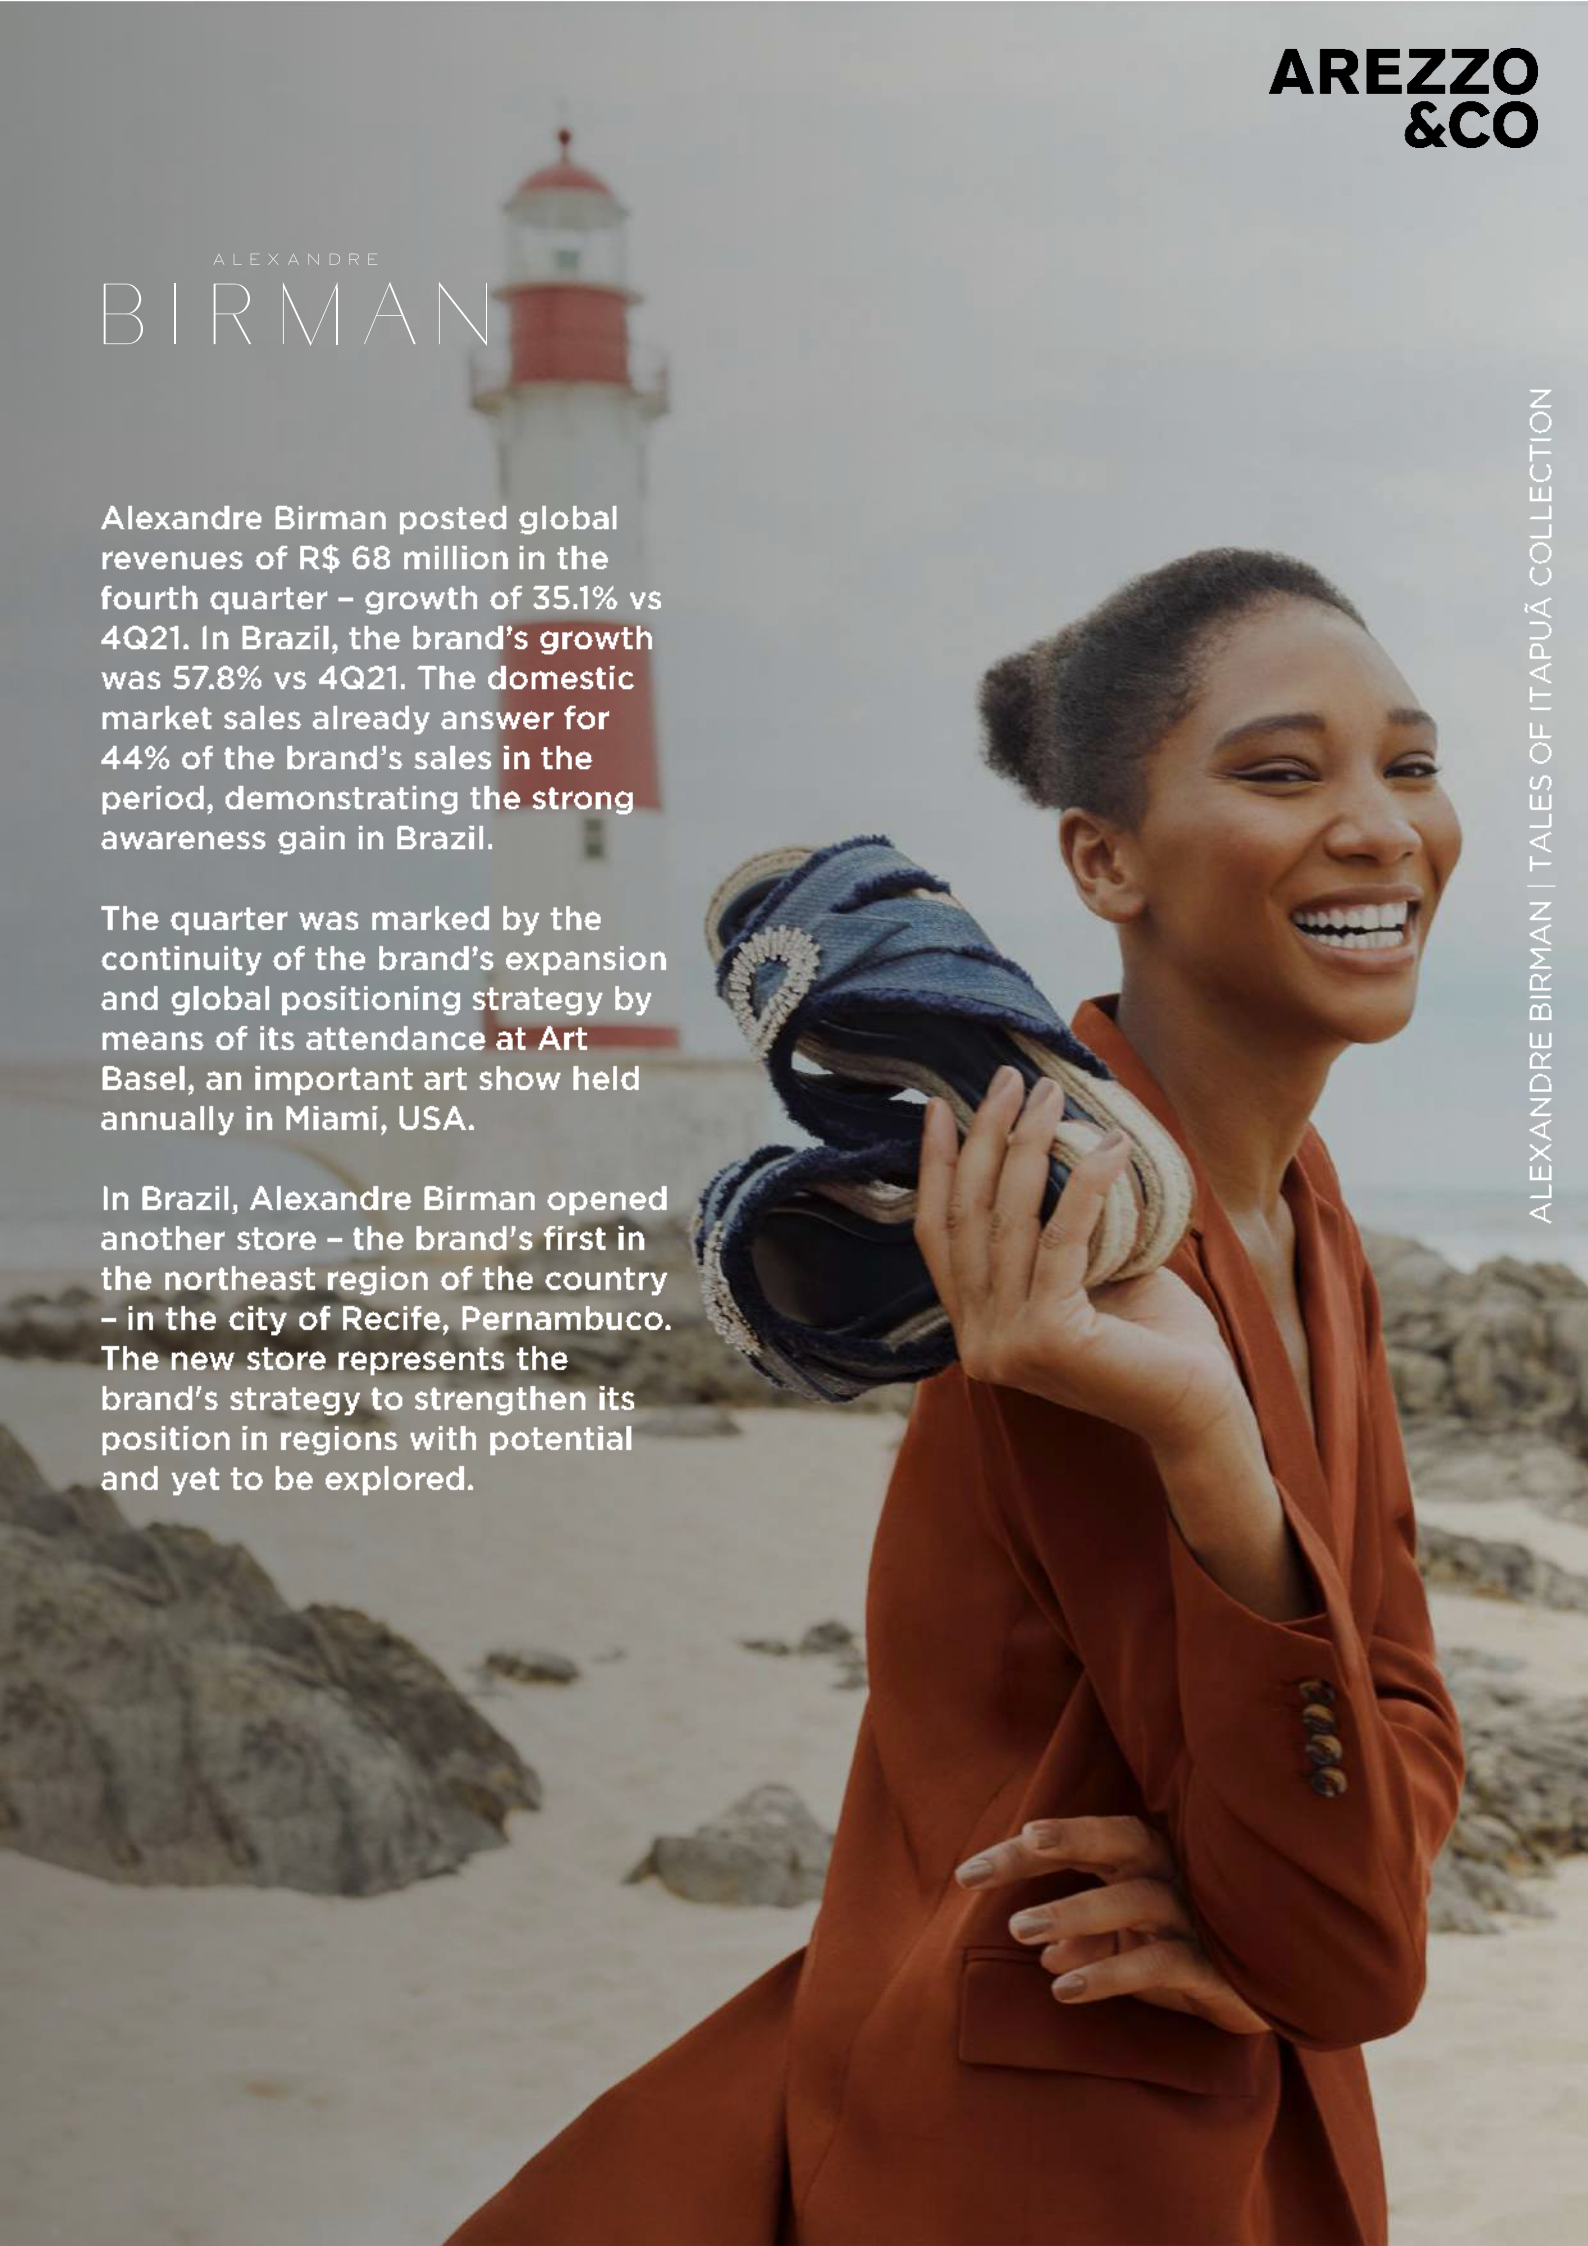 AREZZO
&CO
ALEXANDRE
BIRMAN
Alexandre Birman posted global
revenues of R$ 68 million in the
fourth quarter – growth of 35.1% vs
4Q21. In Brazil, the brand's growth
was 57.8% vs 4Q21. The domestic
market sales already answer for
44% of the brand's sales in the
period, demonstrating the strong
awareness gain in Brazil.
The quarter was marked by the
continuity of the brand's expansion
and global positioning strategy by
means of its attendance at Art
Basel, an important art show held
annually in Miami, USA.
In Brazil, Alexandre Birman opened
another store – the brand's first in
the northeast region of the country
– in the city of Recife, Pernambuco.
The new store represents the
brand's strategy to strengthen its
position in regions with potential
and yet to be explored.
ALEXANDRE BIRMAN | TALES OF ITAPUÃ COLLECTION